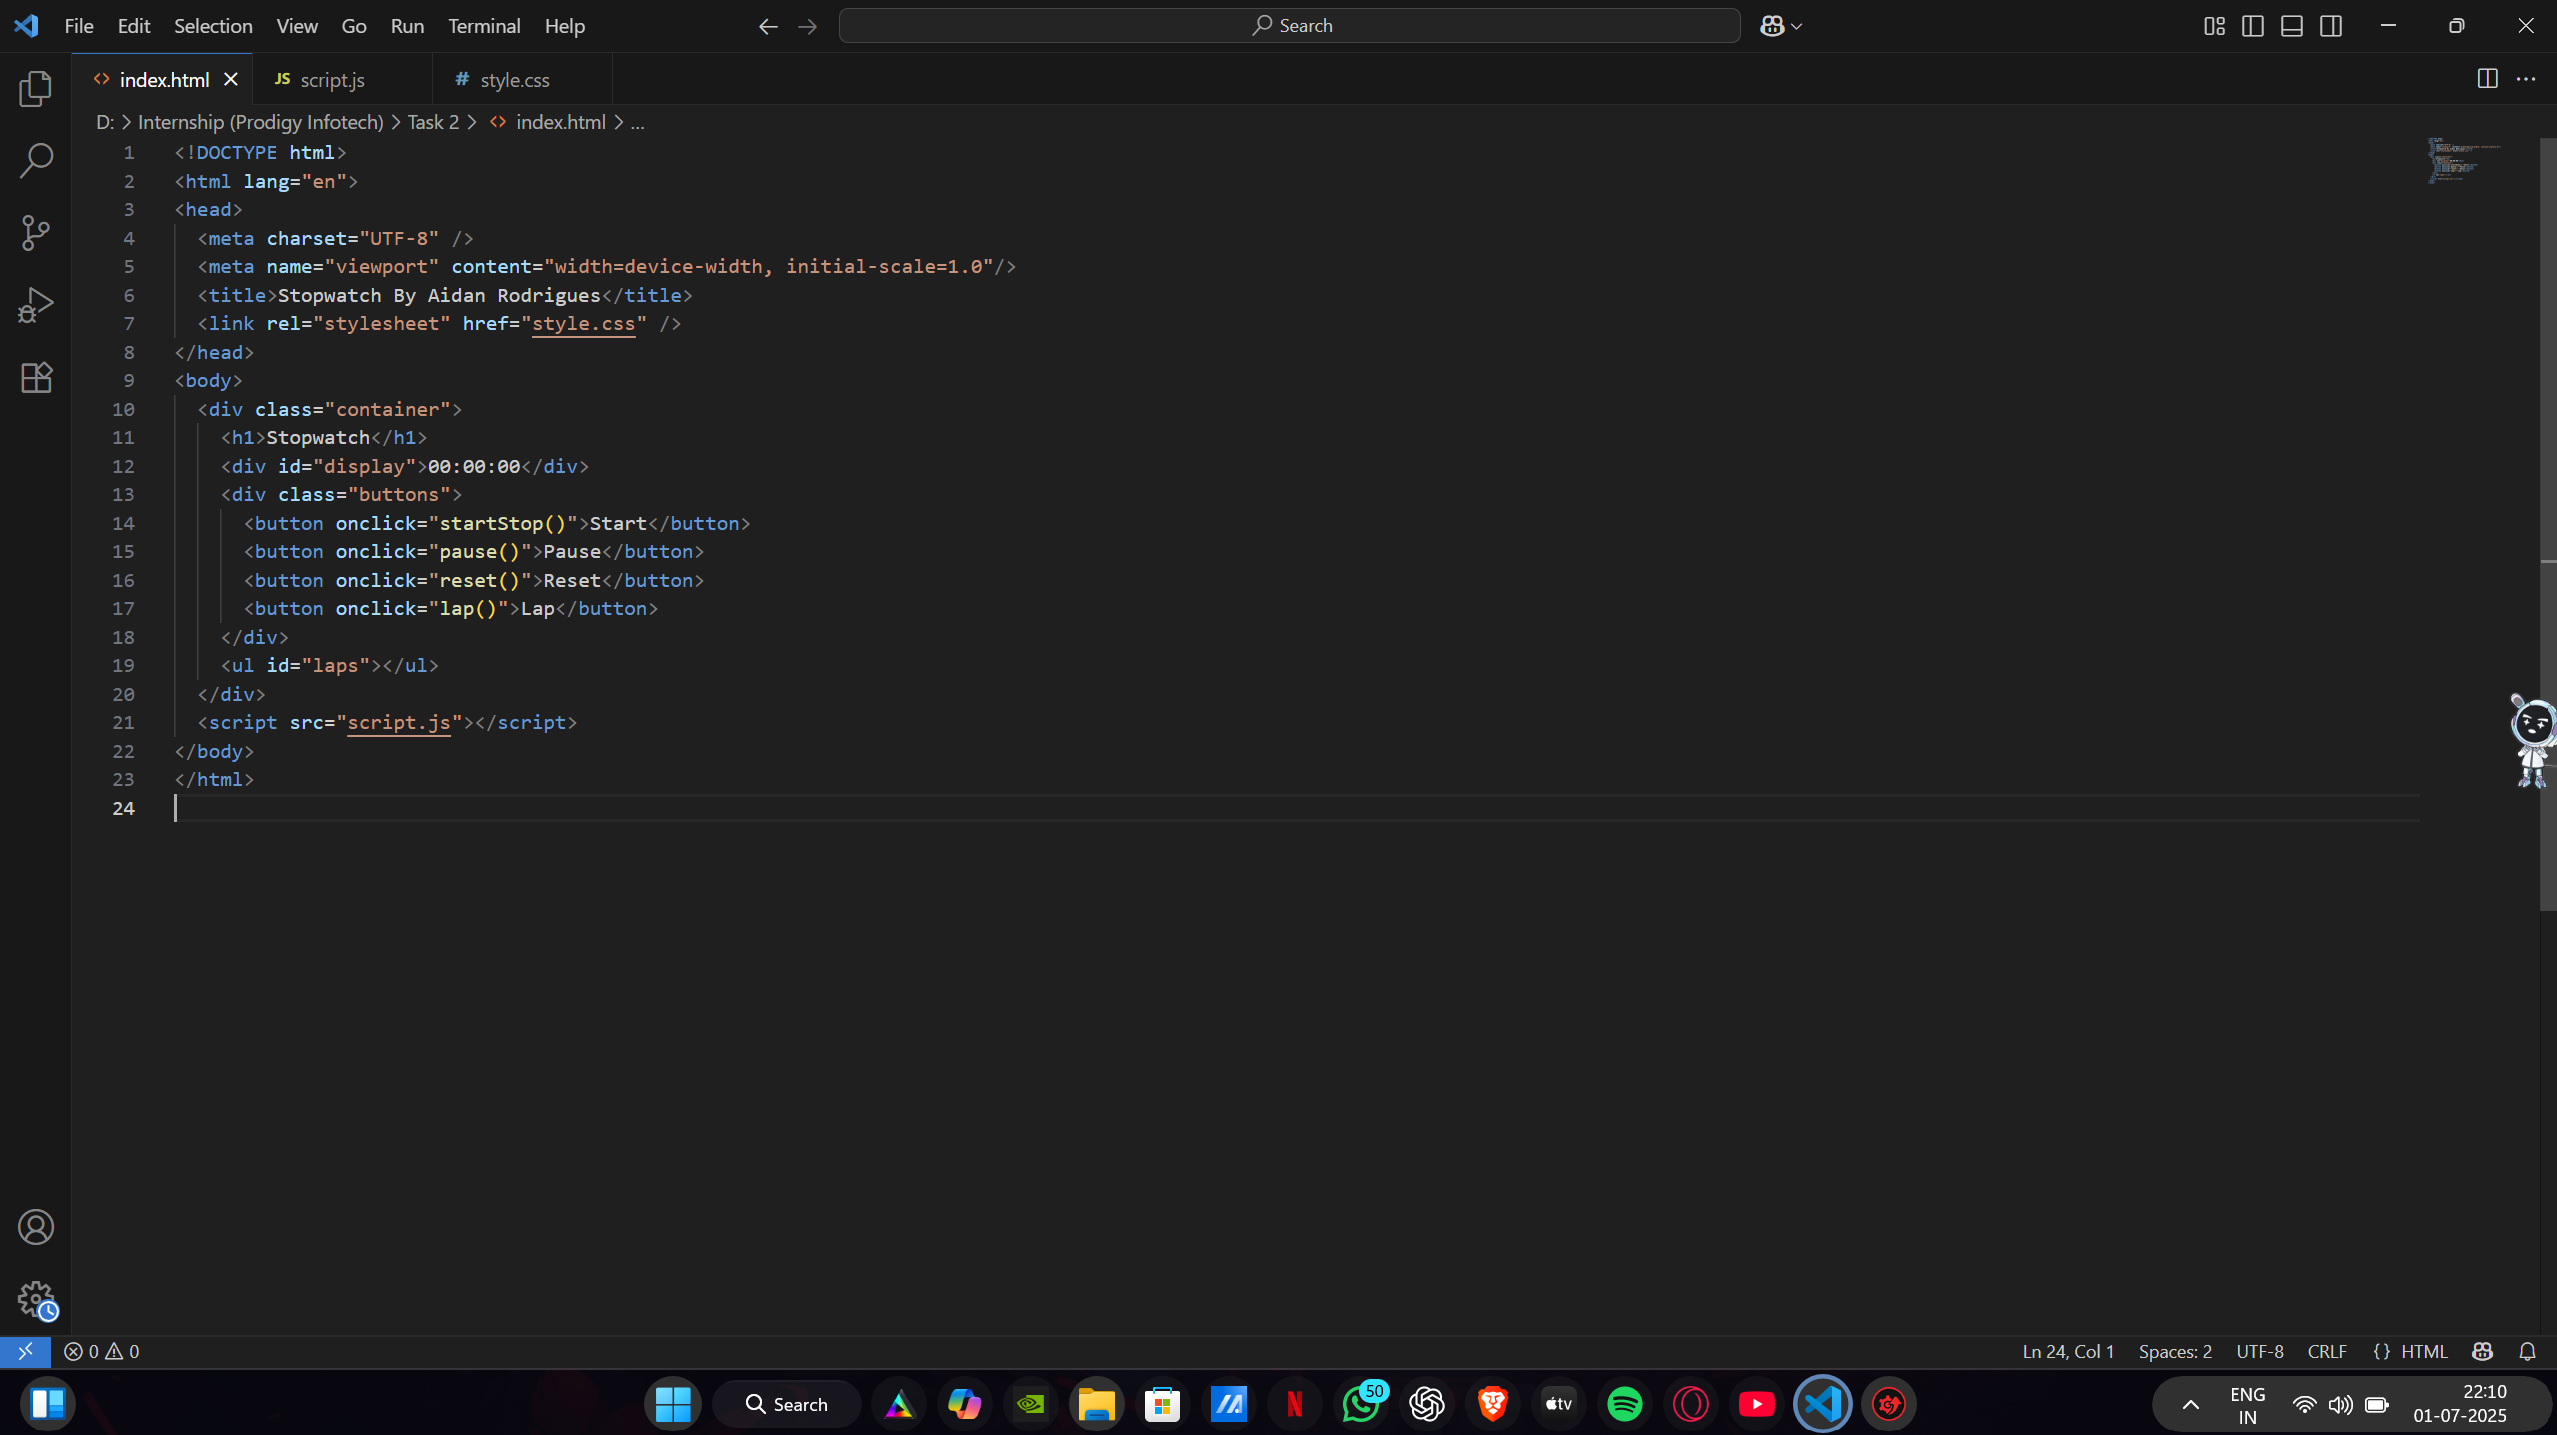 File Edit Selection View Go Run Terminal Help
Search
index.html
JS script.js
# style.css
D: > Internship (Prodigy Infotech) > Task 2 > <> index.html > ...
1 <!DOCTYPE html>
2 <html lang="en">
3 <head>
4 <meta charset="UTF-8" />
5 <meta name="viewport" content="width=device-width, initial-scale=1.0"/>
6 <title>Stopwatch By Aidan Rodrigues</title>
7 <link rel="stylesheet" href="style.css" />
8 </head>
9 <body>
10 <div class="container">
11 <h1>Stopwatch</h1>
12 <div id="display">00:00:00</div>
13 <div class="buttons">
14 <button onclick="startStop()">Start</button>
15 <button onclick="pause()">Pause</button>
16 <button onclick="reset()">Reset</button>
17 <button onclick="lap()">Lap</button>
18 </div>
19 <ul id="laps"></ul>
20 </div>
21 <script src="script.js"></script>
22 </body>
23 </html>
24
0 0
Ln 24, Col 1 Spaces: 2 UTF-8 CRLF {} HTML
Search
50
tv
ENG
IN
22:10
01-07-2025